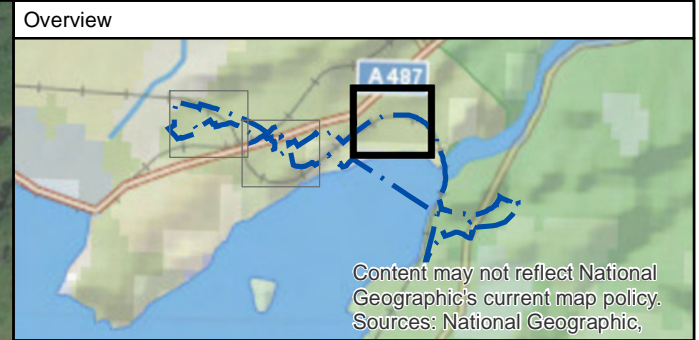 Overview
A 487
Content may not reflect National
Geographic's current map policy.
Sources: National Geographic,